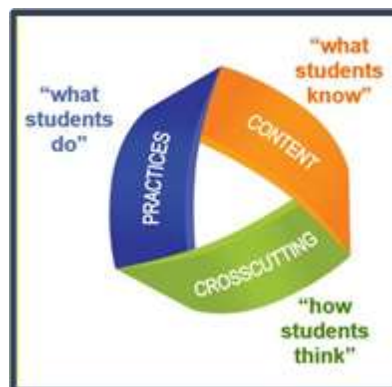 “what
students
do”
PRACTICES
“what
students
know”
CONTENT
CROSSCUTTING
“how
students
think”